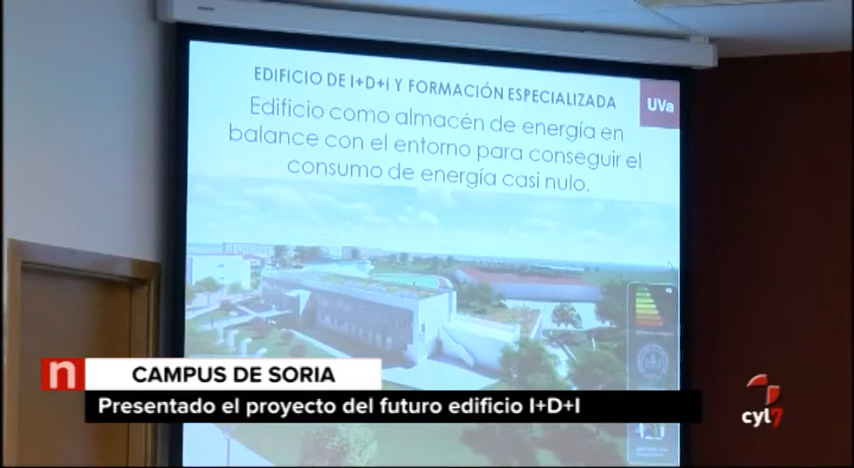 EDIFICIO DE I+D+i Y FORMACIÓN ESPECIALIZADA
UVa
Edificio como almacén de energía en
balance con el entorno para conseguir el
consumo de energía casi nulo.
n
CAMPUS DE SORIA
Presentado el proyecto del futuro edificio I+D+I
cyl7